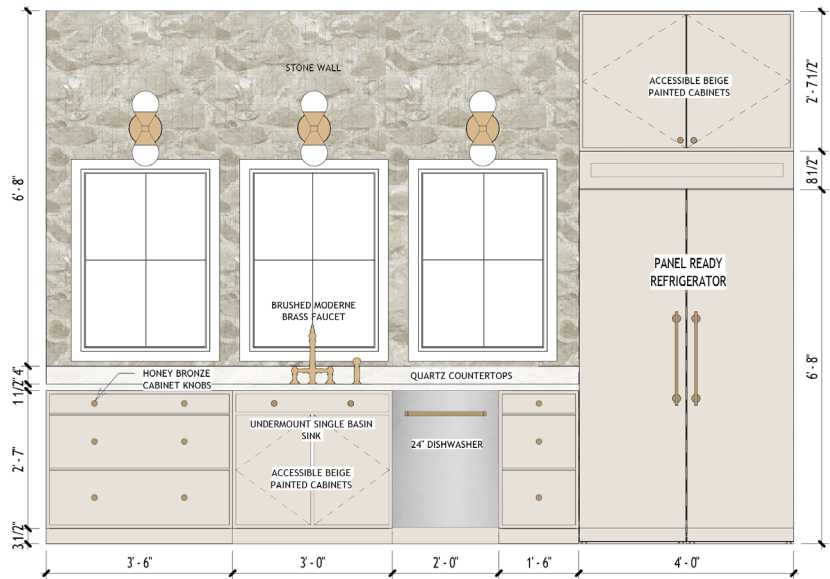 STONE WALL
ACCESSIBLE BEIGE
PAINTED CABINETS
2' - 7 1/2"
8 1/2"
6' - 8"
PANEL READY
REFRIGERATOR
BRUSHED MODERNE
BRASS FAUCET
6' - 8"
HONEY BRONZE
CABINET KNOBS
QUARTZ COUNTERTOPS
4"
1 1/2"
UNDERMOUNT SINGLE BASIN
SINK
24" DISHWASHER
ACCESSIBLE BEIGE
PAINTED CABINETS
2' - 7"
3 1/2"
3' - 6"
3' - 0"
2' - 0"
1' - 6"
4' - 0"